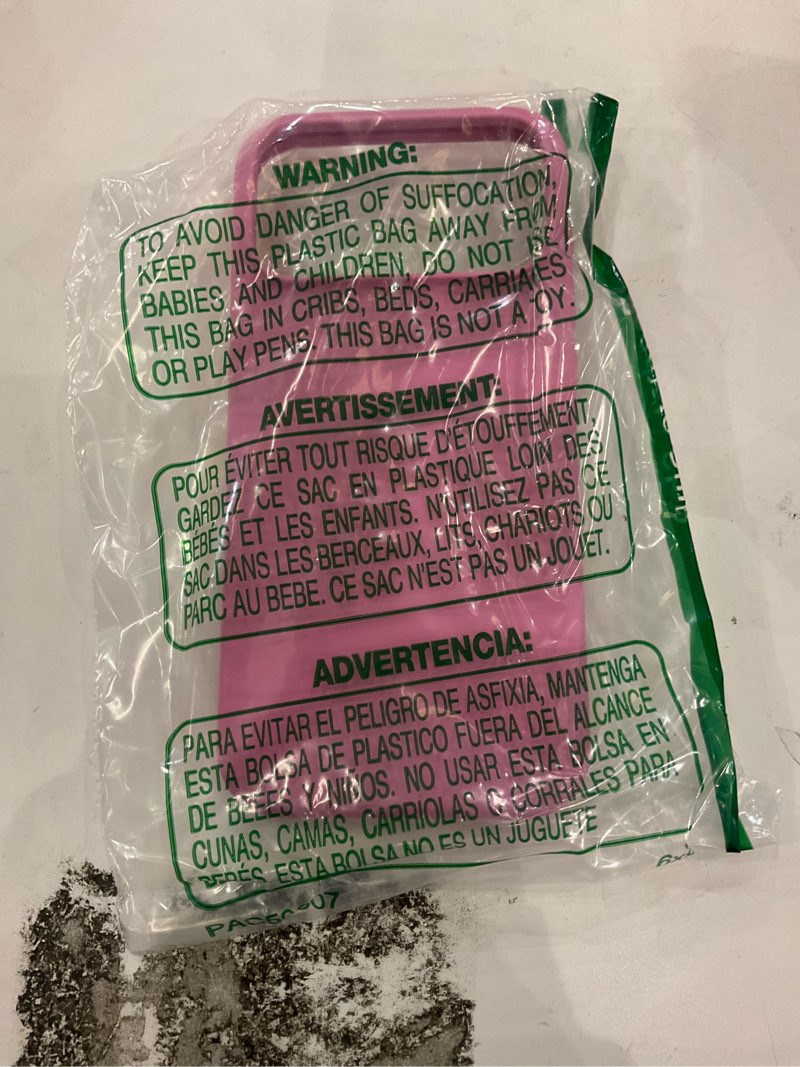 WARNING:
TO AVOID DANGER OF SUFFOCATION,
KEEP THIS PLASTIC BAG AWAY FROM
BABIES AND CHILDREN, DO NOT USE
THIS BAG IN CRIBS, BEDS, CARRIAGES
OR PLAY PENS. THIS BAG IS NOT A TOY.
AVERTISSEMENT:
POUR ÉVITER TOUT RISQUE D'ÉTOUFFEMENT,
GARDEZ CE SAC EN PLASTIQUE LOIN DES
BÉBÉS ET LES ENFANTS. N'UTILISEZ PAS CE
SAC DANS LES BERCEAUX, LITS, CHARIOTS OU
PARC AU BEBE. CE SAC N'EST PAS UN JOUET.
ADVERTENCIA:
PARA EVITAR EL PELIGRO DE ASFIXIA, MANTENGA
ESTA BOLSA DE PLASTICO FUERA DEL ALCANCE
DE BEBES Y NIÑOS. NO USAR ESTA BOLSA EN
CUNAS, CAMAS, CARRIOLAS O CORRALES PARA
BEBÉS. ESTA BOLSA NO ES UN JUGUETE